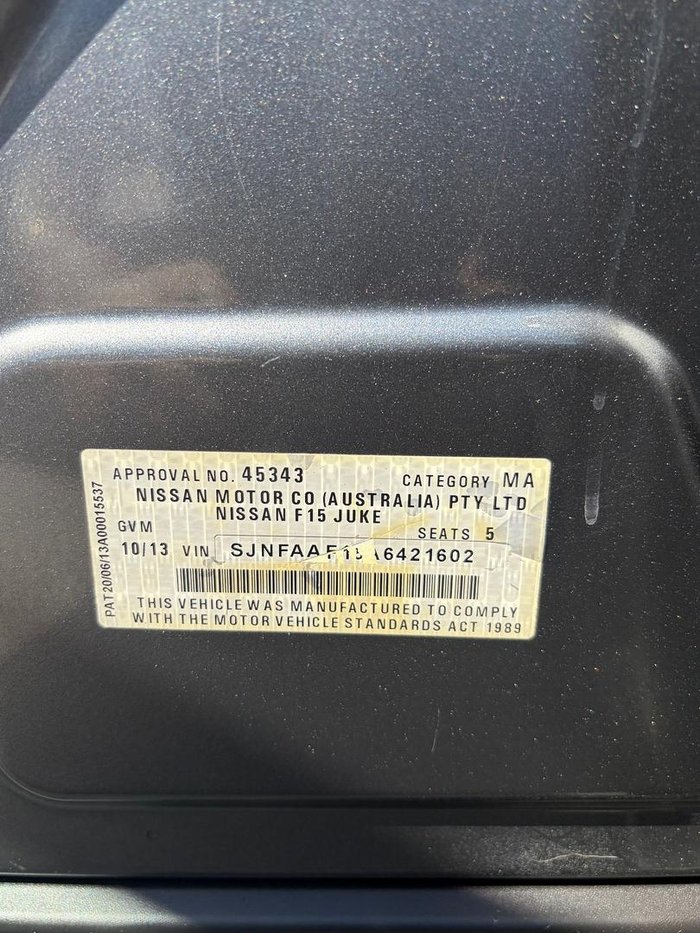 PAT20/06/13A00015537
APPROVAL NO. 45343 CATEGORY MA
NISSAN MOTOR CO (AUSTRALIA) PTY LTD
NISSAN F15 JUKE
GVM SEATS 5
10/13 VIN SJNFAAF15A6421602
THIS VEHICLE WAS MANUFACTURED TO COMPLY
WITH THE MOTOR VEHICLE STANDARDS ACT 1989